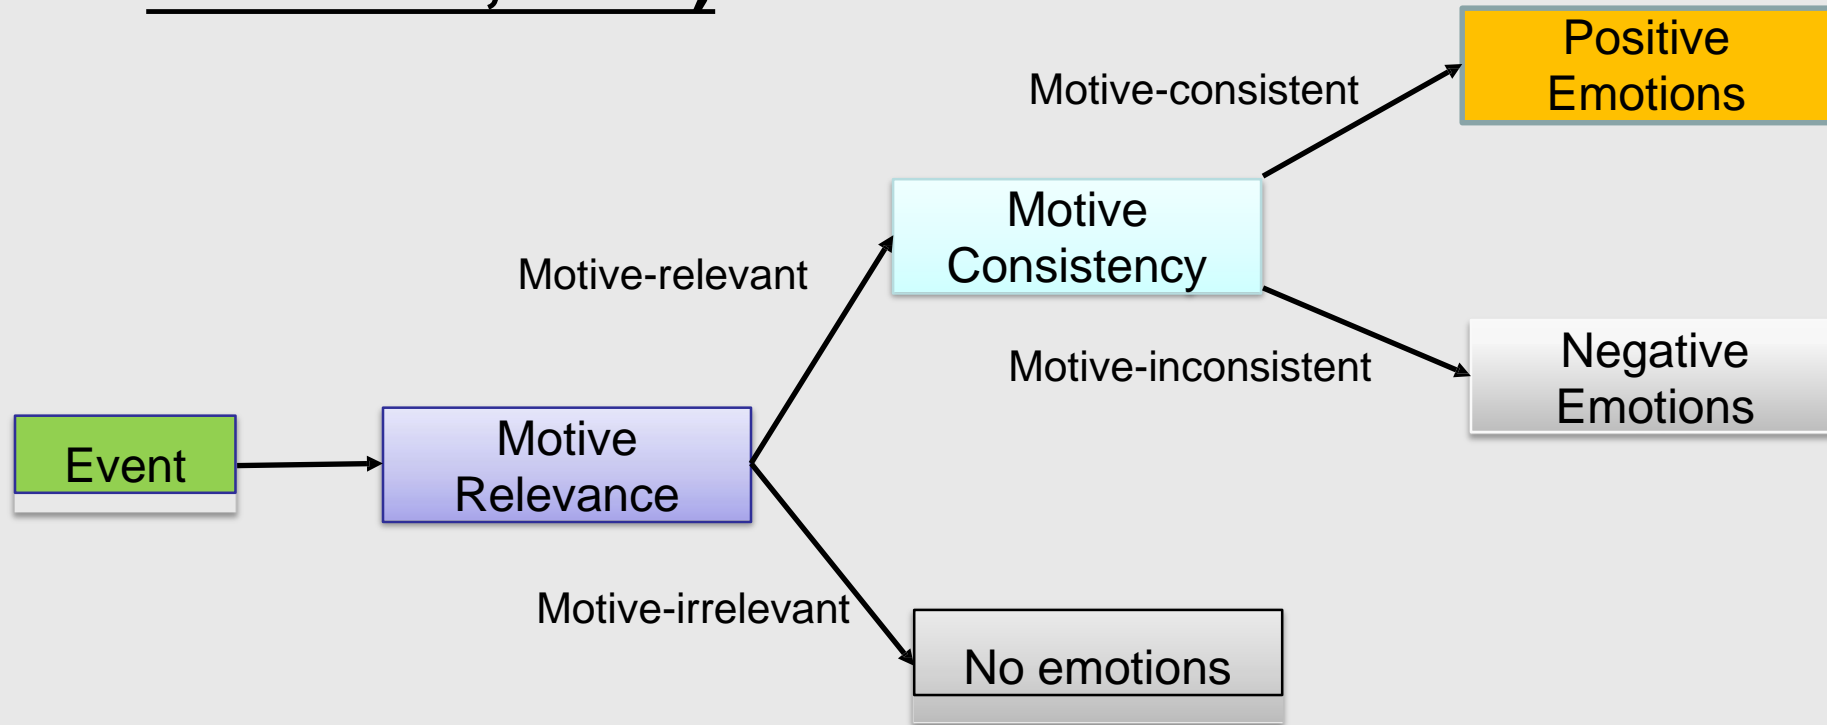 Positive
Emotions
Motive-consistent
Motive
Consistency
Motive-relevant
Motive-inconsistent
Negative
Emotions
Event
Motive
Relevance
Motive-irrelevant
No emotions